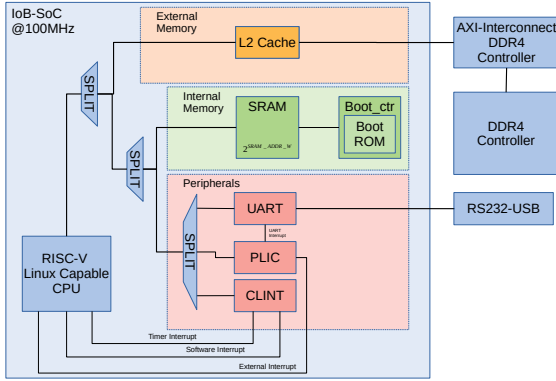 IoB-SoC
@100MHz
External
Memory
L2 Cache
AXI-Interconnect
DDR4
Controller
SPLIT
Internal
Memory
SRAM
2^SRAM_ADDR_W
Boot_ctr
Boot
ROM
DDR4
Controller
SPLIT
Peripherals
UART
RS232-USB
UART
Interrupt
SPLIT
PLIC
RISC-V
Linux Capable
CPU
CLINT
Timer Interrupt
Software Interrupt
External Interrupt